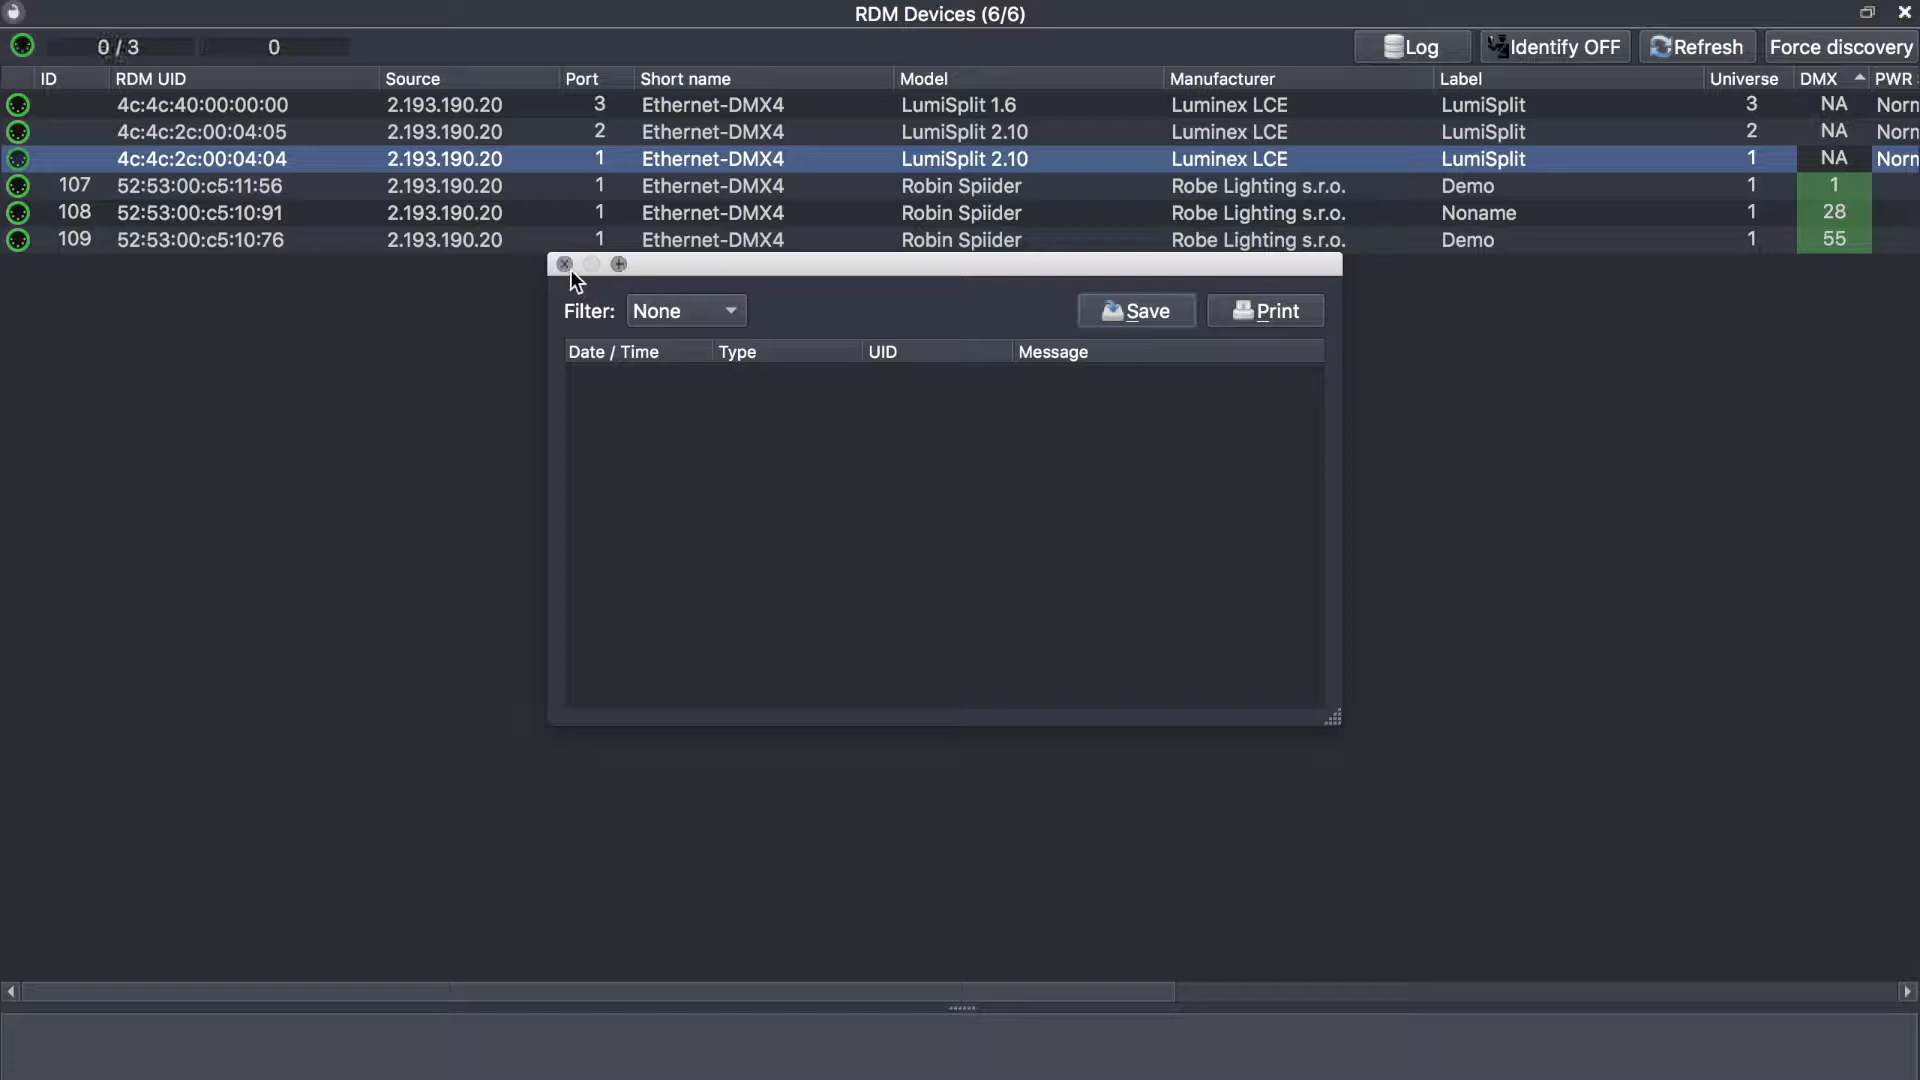 RDM Devices (6/6)
0 / 3 0 Log Identify OFF Refresh Force discovery
ID RDM UID Source Port Short name Model Manufacturer Label Universe DMX PWR
4c:4c:40:00:00:00 2.193.190.20 3 Ethernet-DMX4 LumiSplit 1.6 Luminex LCE LumiSplit 3 NA Norn
4c:4c:2c:00:04:05 2.193.190.20 2 Ethernet-DMX4 LumiSplit 2.10 Luminex LCE LumiSplit 2 NA Norn
4c:4c:2c:00:04:04 2.193.190.20 1 Ethernet-DMX4 LumiSplit 2.10 Luminex LCE LumiSplit 1 NA Norn
107 52:53:00:c5:11:56 2.193.190.20 1 Ethernet-DMX4 Robin Spiider Robe Lighting s.r.o. Demo 1 1
108 52:53:00:c5:10:91 2.193.190.20 1 Ethernet-DMX4 Robin Spiider Robe Lighting s.r.o. Noname 1 28
109 52:53:00:c5:10:76 2.193.190.20 1 Ethernet-DMX4 Robin Spiider Robe Lighting s.r.o. Demo 1 55
Filter: None Save Print
Date / Time Type UID Message